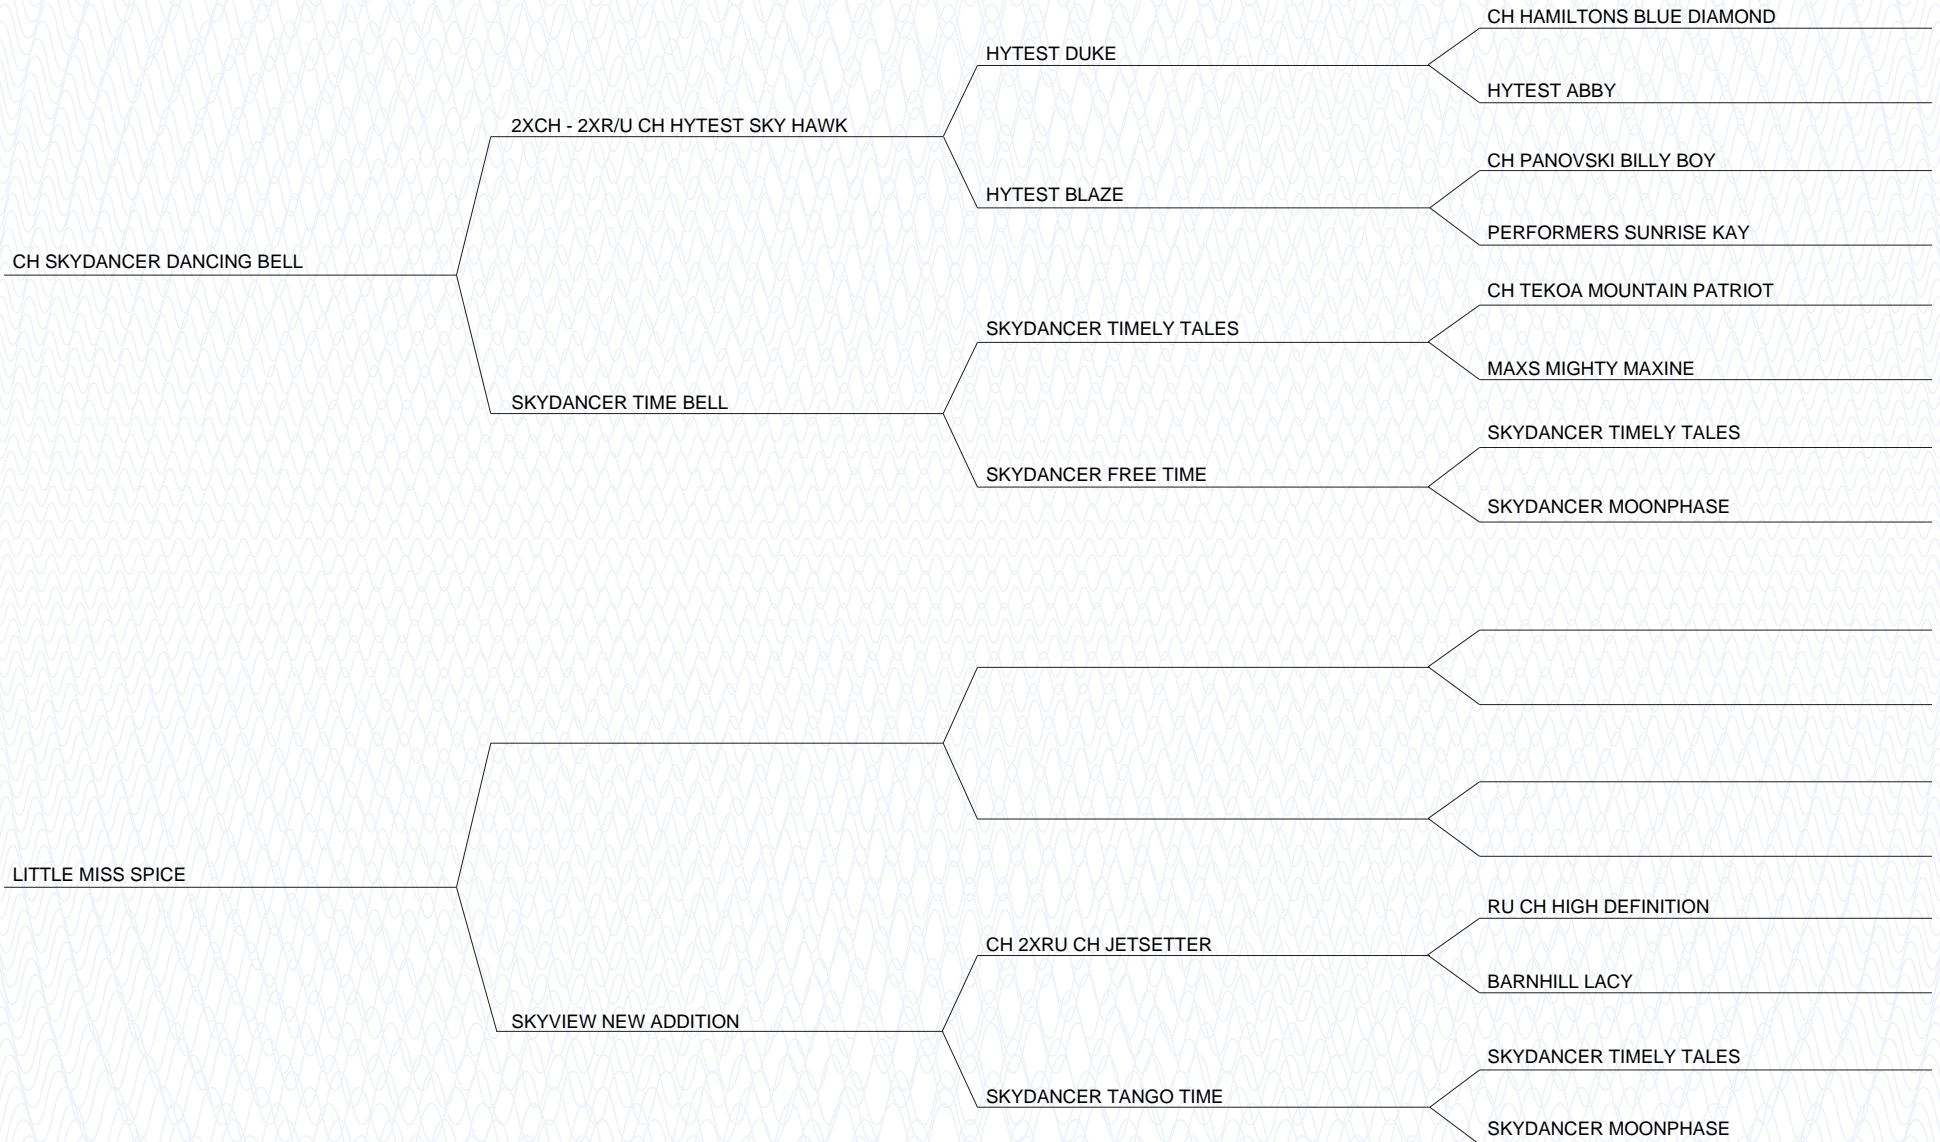 CH HAMILTONS BLUE DIAMOND
HYTEST DUKE
HYTEST ABBY
2XCH - 2XR/U CH HYTEST SKY HAWK
CH PANOVSKI BILLY BOY
HYTEST BLAZE
PERFORMERS SUNRISE KAY
CH SKYDANCER DANCING BELL
CH TEKOA MOUNTAIN PATRIOT
SKYDANCER TIMELY TALES
MAXS MIGHTY MAXINE
SKYDANCER TIME BELL
SKYDANCER TIMELY TALES
SKYDANCER FREE TIME
SKYDANCER MOONPHASE
LITTLE MISS SPICE
RU CH HIGH DEFINITION
CH 2XRU CH JETSETTER
BARNHILL LACY
SKYVIEW NEW ADDITION
SKYDANCER TIMELY TALES
SKYDANCER TANGO TIME
SKYDANCER MOONPHASE